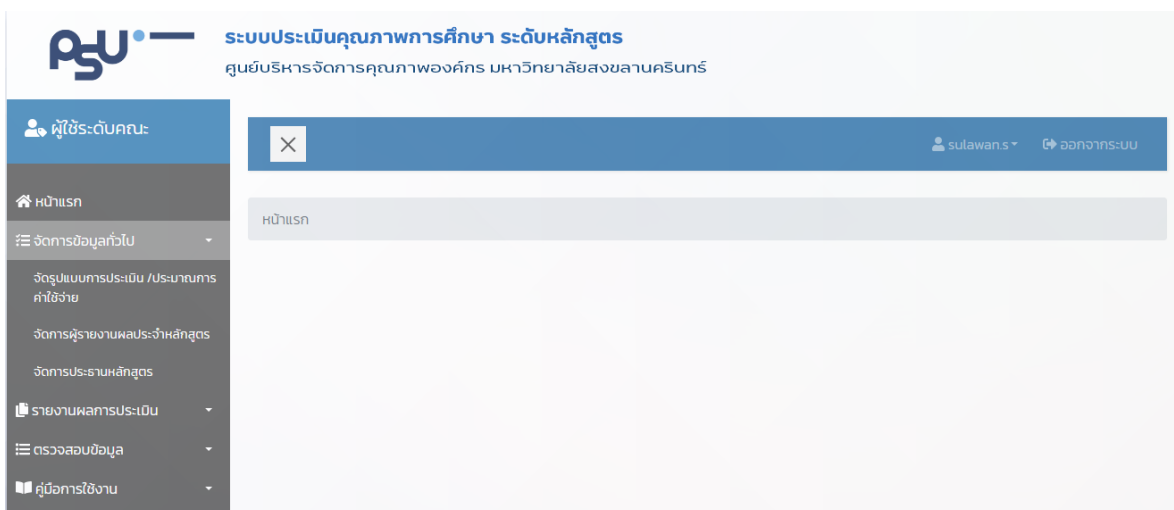 PSU
ระบบประเมินคุณภาพการศึกษา ระดับหลักสูตร
ศูนย์บริหารจัดการคุณภาพองค์กร มหาวิทยาลัยสงขลานครินทร์
ผู้ใช้ระดับคณะ
sulawan.s
ออกจากระบบ
หน้าแรก
หน้าแรก
จัดการข้อมูลทั่วไป
จัดรูปแบบการประเมิน /ประมาณการ
ค่าใช้จ่าย
จัดการผู้รายงานผลประจำหลักสูตร
จัดการประธานหลักสูตร
รายงานผลการประเมิน
ตรวจสอบข้อมูล
คู่มือการใช้งาน